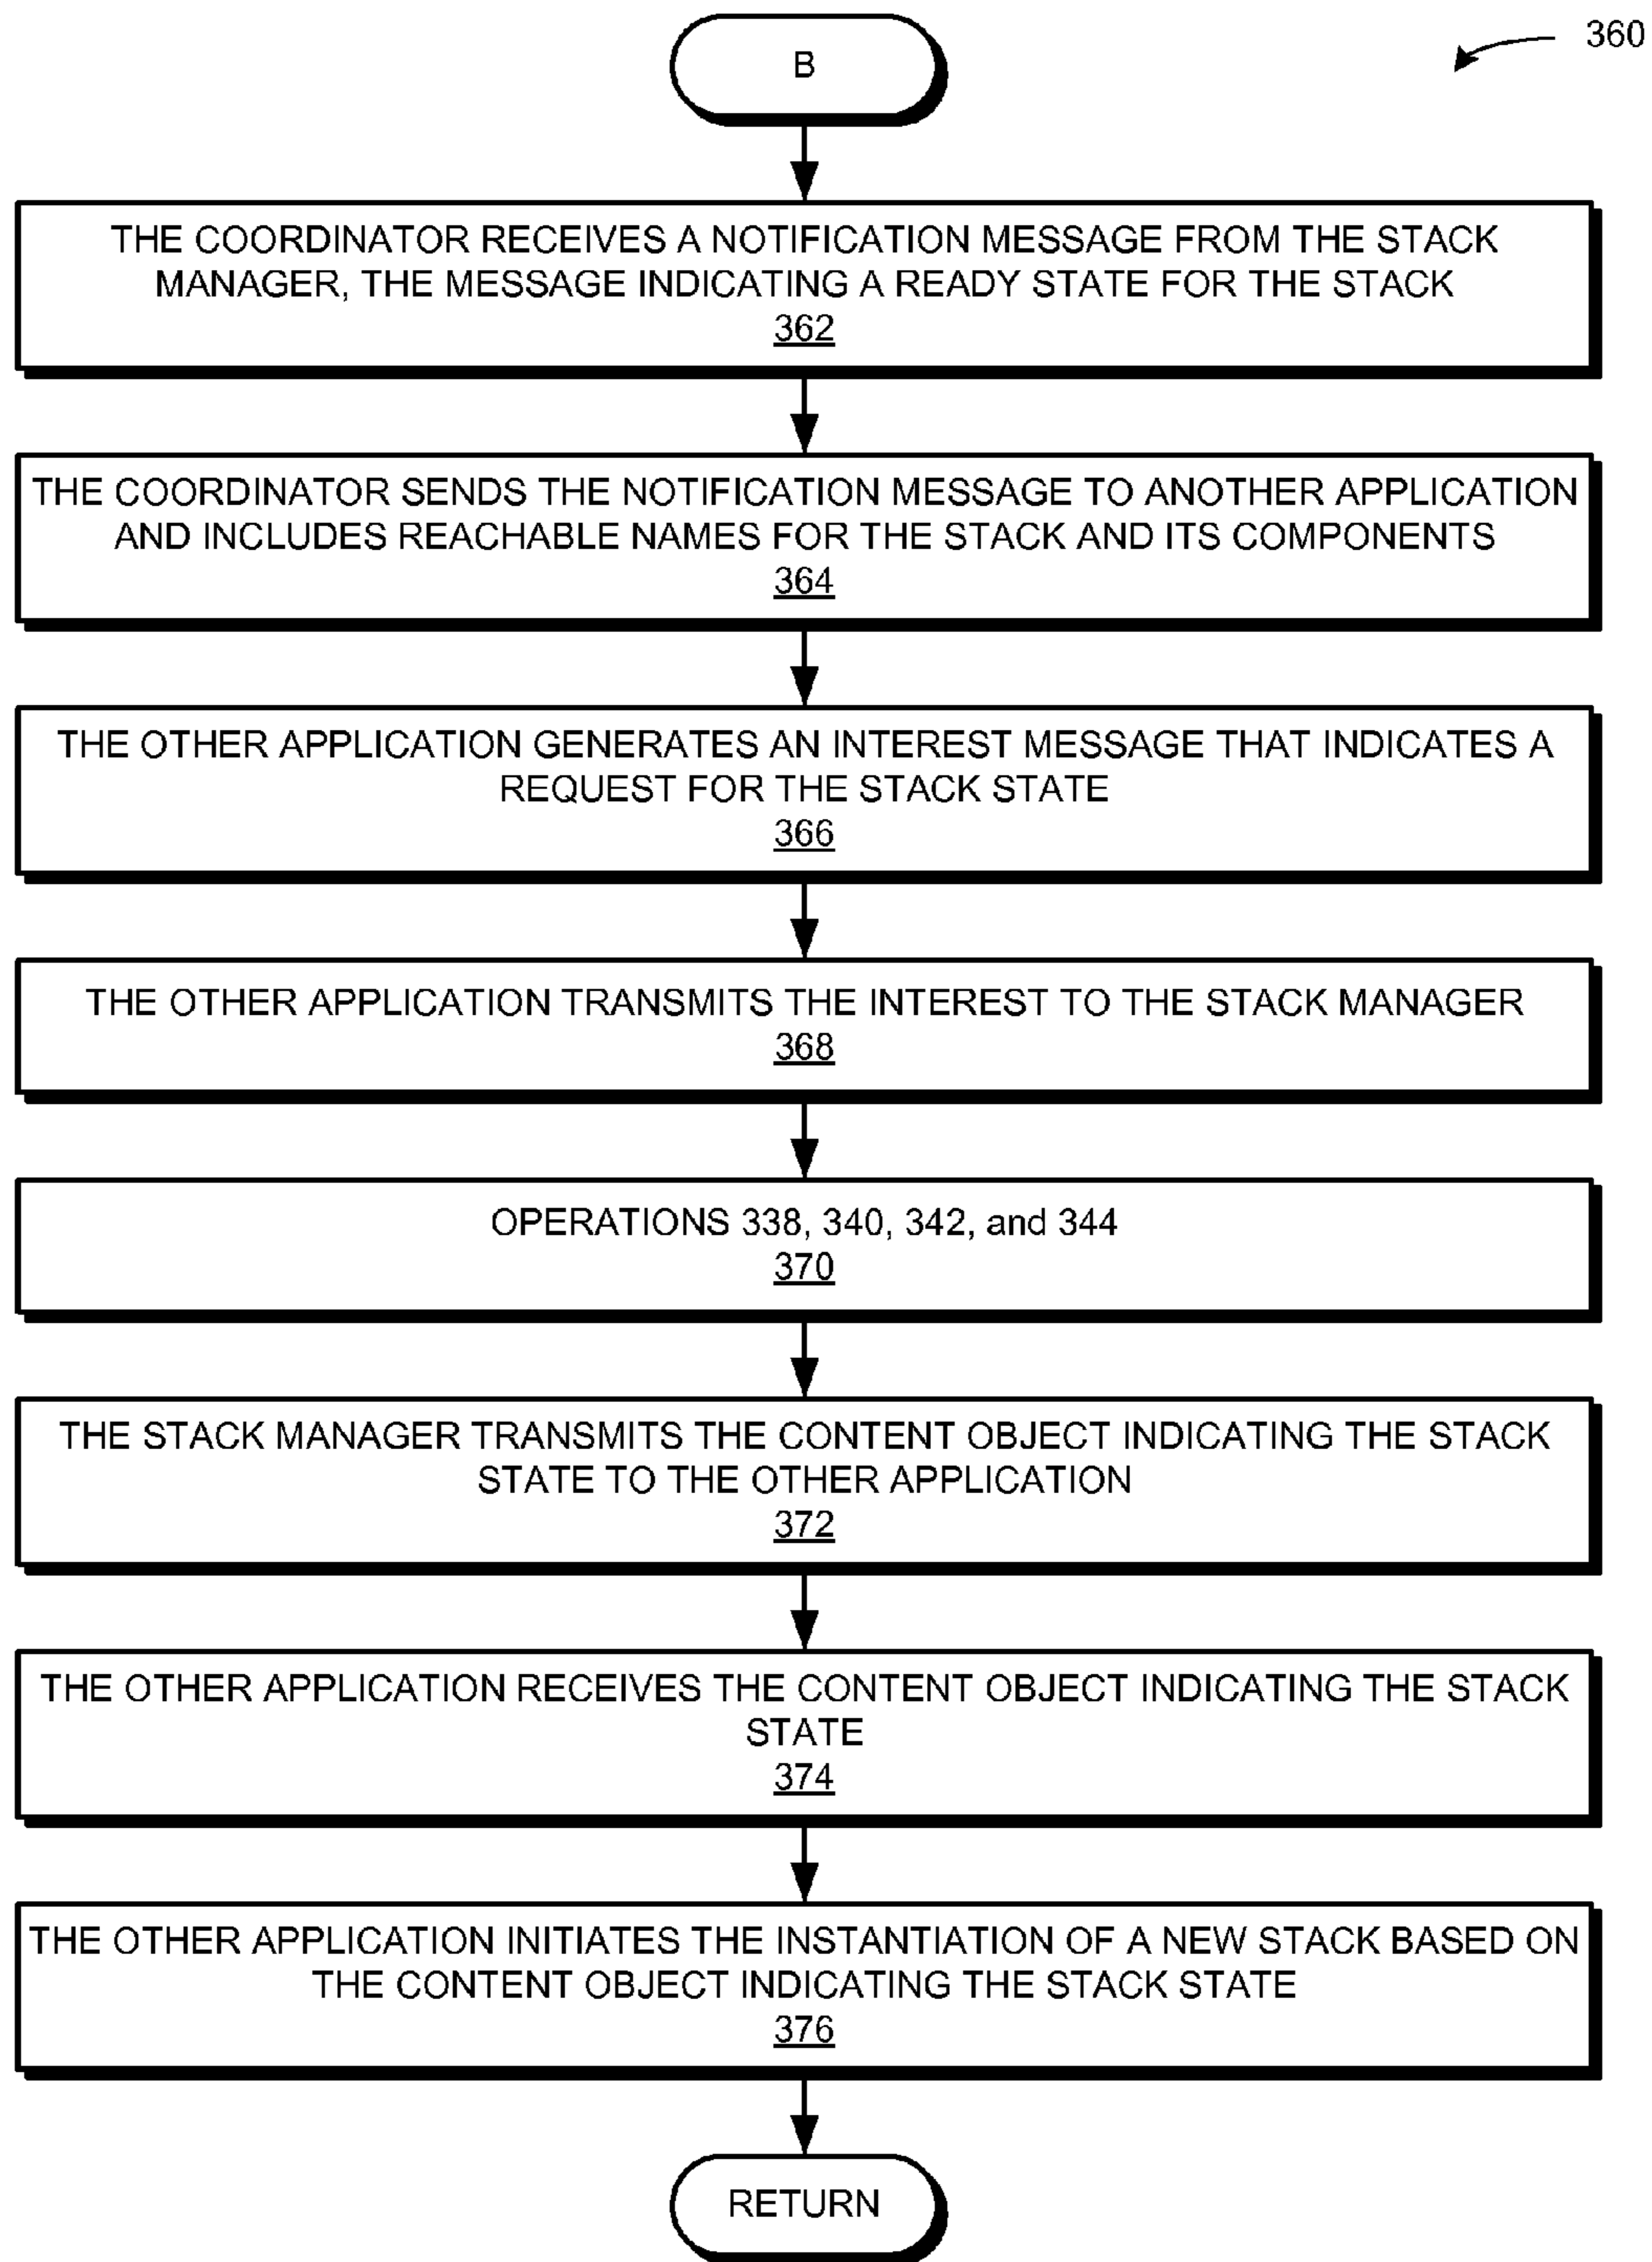 B
360
THE COORDINATOR RECEIVES A NOTIFICATION MESSAGE FROM THE STACK
MANAGER, THE MESSAGE INDICATING A READY STATE FOR THE STACK
362
THE COORDINATOR SENDS THE NOTIFICATION MESSAGE TO ANOTHER APPLICATION
AND INCLUDES REACHABLE NAMES FOR THE STACK AND ITS COMPONENTS
364
THE OTHER APPLICATION GENERATES AN INTEREST MESSAGE THAT INDICATES A
REQUEST FOR THE STACK STATE
366
THE OTHER APPLICATION TRANSMITS THE INTEREST TO THE STACK MANAGER
368
OPERATIONS 338, 340, 342, and 344
370
THE STACK MANAGER TRANSMITS THE CONTENT OBJECT INDICATING THE STACK
STATE TO THE OTHER APPLICATION
372
THE OTHER APPLICATION RECEIVES THE CONTENT OBJECT INDICATING THE STACK
STATE
374
THE OTHER APPLICATION INITIATES THE INSTANTIATION OF A NEW STACK BASED ON
THE CONTENT OBJECT INDICATING THE STACK STATE
376
RETURN